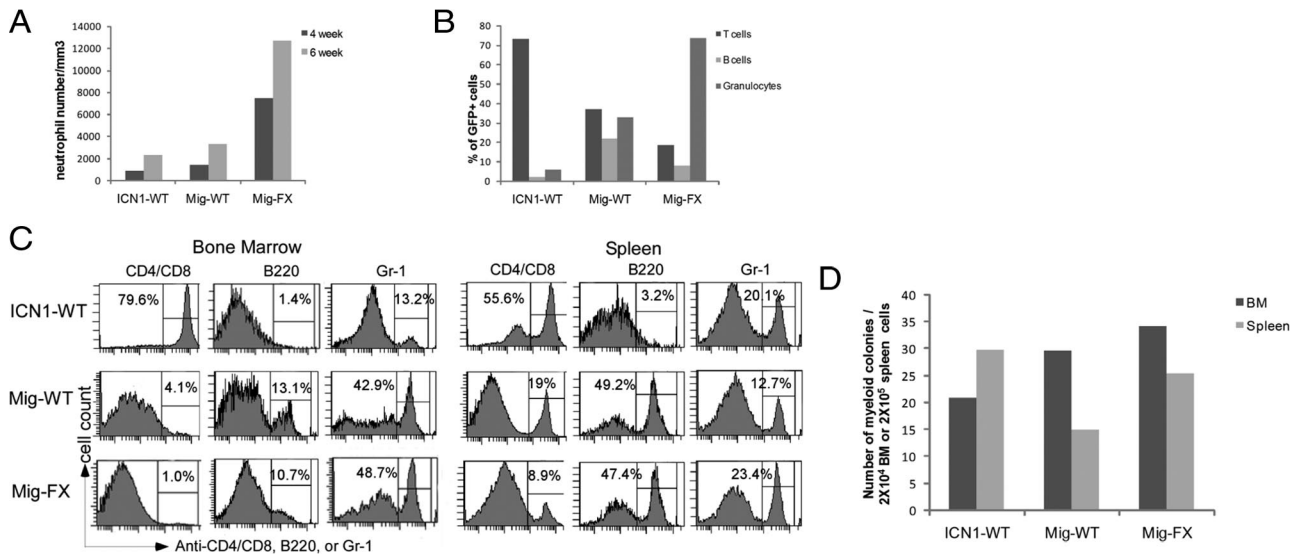 A
neutrophil number/mm3
14000
12000
10000
8000
6000
4000
2000
0
ICN1-WT Mig-WT Mig-FX
4 week
6 week
B
% of GFP+ cells
80
70
60
50
40
30
20
10
0
ICN1-WT Mig-WT Mig-FX
T cells
B cells
Granulocytes
C
Bone Marrow Spleen
CD4/CD8 B220 Gr-1 CD4/CD8 B220 Gr-1
ICN1-WT 79.6% 1.4% 13.2% 55.6% 3.2% 20.1%
Mig-WT 4.1% 13.1% 42.9% 19% 49.2% 12.7%
Mig-FX 1.0% 10.7% 48.7% 8.9% 47.4% 23.4%
cell count
Anti-CD4/CD8, B220, or Gr-1
D
Number of myeloid colonies /
2X10⁴ BM or 2X10⁵ spleen cells
40
35
30
25
20
15
10
5
0
ICN1-WT Mig-WT Mig-FX
BM
Spleen